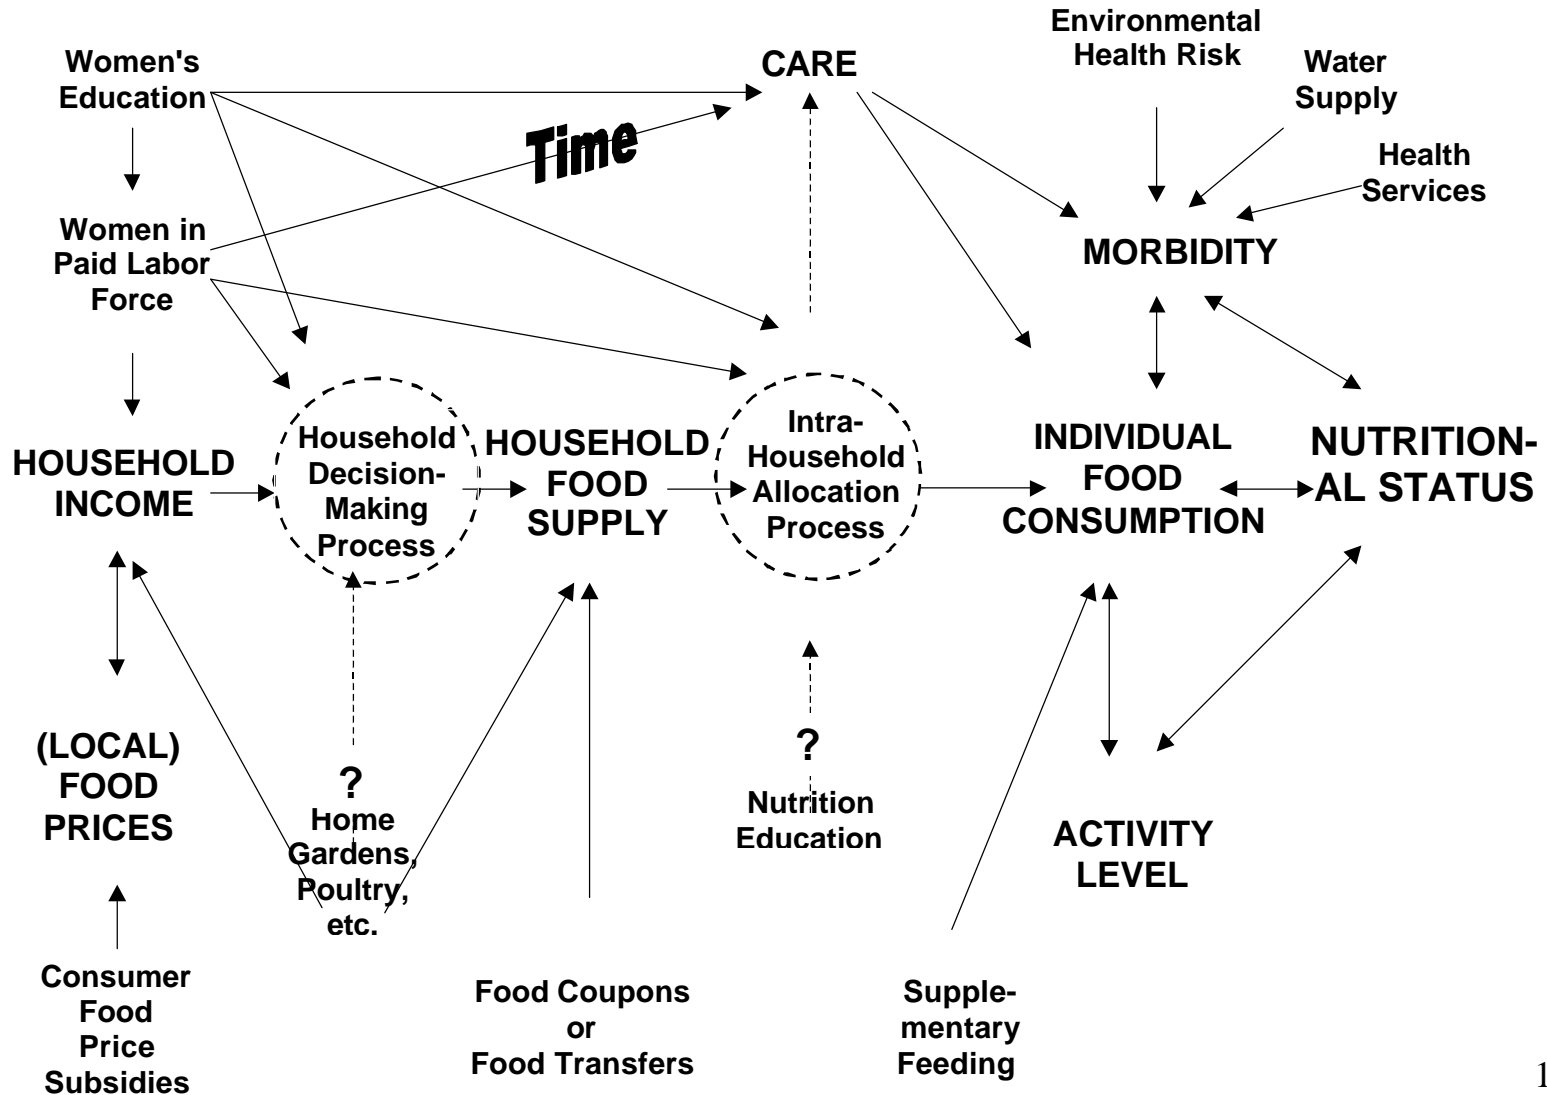 Women's
Education
CARE
Environmental
Health Risk
Water
Supply
Health
Services
Time
Women in
Paid Labor
Force
MORBIDITY
HOUSEHOLD
INCOME
Household
Decision-
Making
Process
HOUSEHOLD
FOOD
SUPPLY
Intra-
Household
Allocation
Process
INDIVIDUAL
FOOD
CONSUMPTION
NUTRITION-
AL STATUS
(LOCAL)
FOOD
PRICES
?
Home
Gardens,
Poultry,
etc.
?
Nutrition
Education
ACTIVITY
LEVEL
Consumer
Food
Price
Subsidies
Food Coupons
or
Food Transfers
Supple-
mentary
Feeding
1